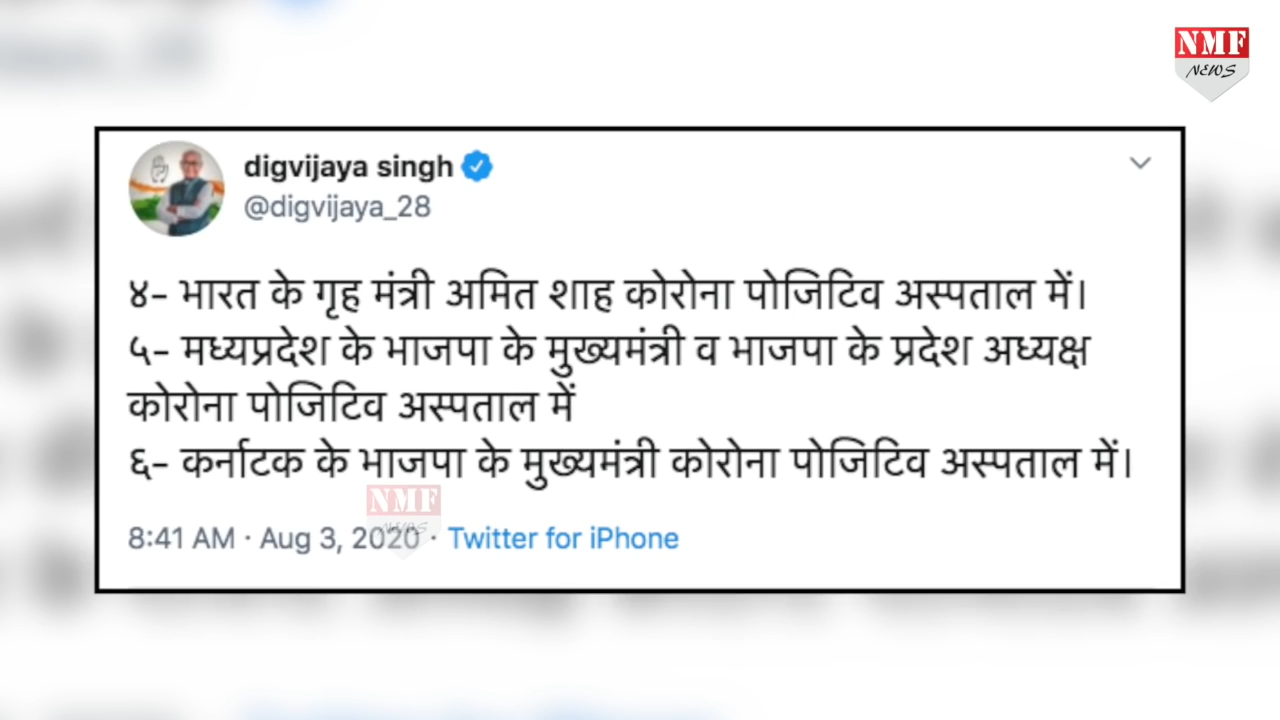 NMF
NEWS
digvijaya singh
@digvijaya_28
४- भारत के गृह मंत्री अमित शाह कोरोना पोजिटिव अस्पताल में।
५- मध्यप्रदेश के भाजपा के मुख्यमंत्री व भाजपा के प्रदेश अध्यक्ष
कोरोना पोजिटिव अस्पताल में
६- कर्नाटक के भाजपा के मुख्यमंत्री कोरोना पोजिटिव अस्पताल में।
NMF
NEWS
8:41 AM · Aug 3, 2020 · Twitter for iPhone